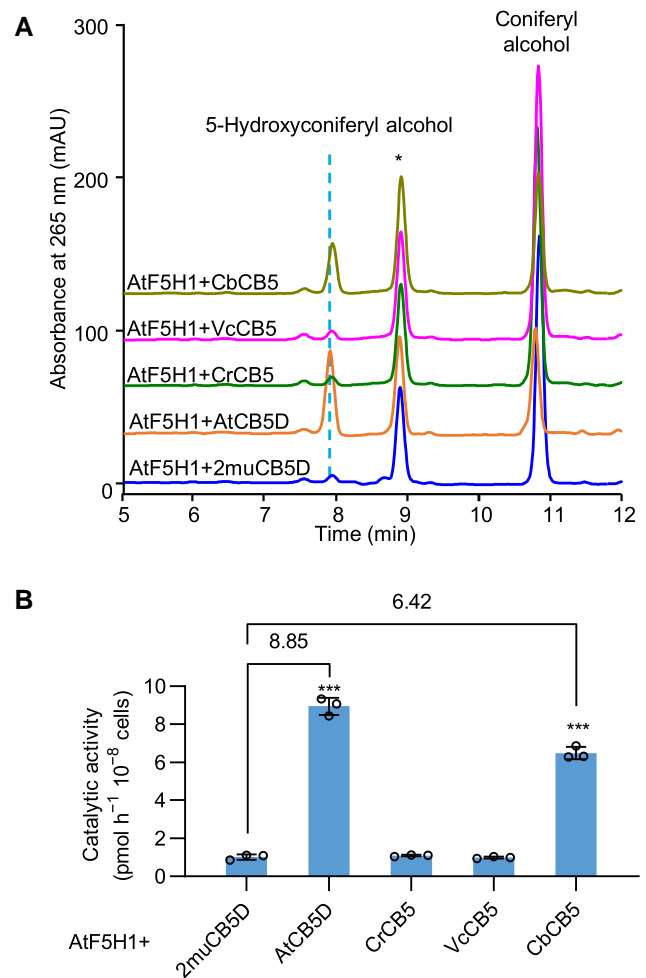 A
300
200
100
0
Absorbance at 265 nm (mAU)
Coniferyl
alcohol
5-Hydroxyconiferyl alcohol
*
AtF5H1+CbCB5
AtF5H1+VcCB5
AtF5H1+CrCB5
AtF5H1+AtCB5D
AtF5H1+2muCB5D
5 6 7 8 9 10 11 12
Time (min)
B
6.42
8.85
***
***
10
8
6
4
2
0
Catalytic activity
(pmol h⁻¹ 10⁻⁸ cells)
AtF5H1+
2muCB5D
AtCB5D
CrCB5
VcCB5
CbCB5